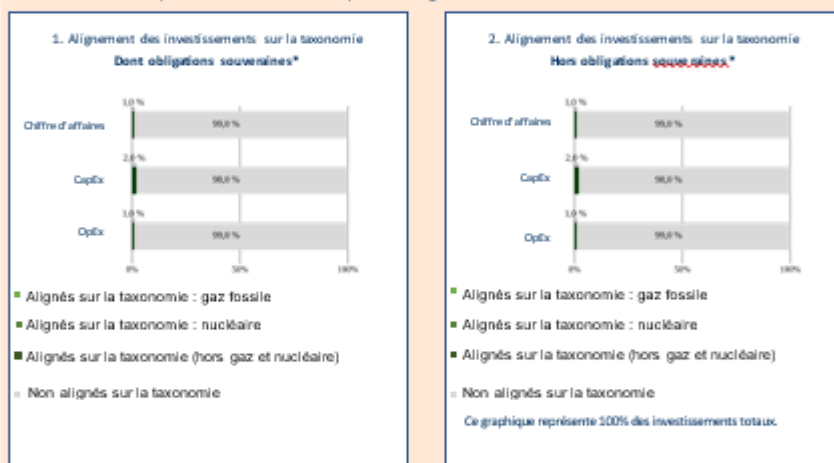 1. Alignement des investissements sur la taxonomie
Dont obligations souveraines*
1,0 %
Chiffre d'affaires
99,0 %
2,0 %
CapEx
98,0 %
1,0 %
OpEx
99,0 %
0%
50%
100%
Alignés sur la taxonomie : gaz fossile
Alignés sur la taxonomie : nucléaire
Alignés sur la taxonomie (hors gaz et nucléaire)
Non alignés sur la taxonomie
2. Alignement des investissements sur la taxonomie
Hors obligations souveraines*
1,0 %
Chiffre d'affaires
99,0 %
2,0 %
CapEx
98,0 %
1,0 %
OpEx
99,0 %
0%
50%
100%
Alignés sur la taxonomie : gaz fossile
Alignés sur la taxonomie : nucléaire
Alignés sur la taxonomie (hors gaz et nucléaire)
Non alignés sur la taxonomie
Ce graphique représente 100% des investissements totaux.